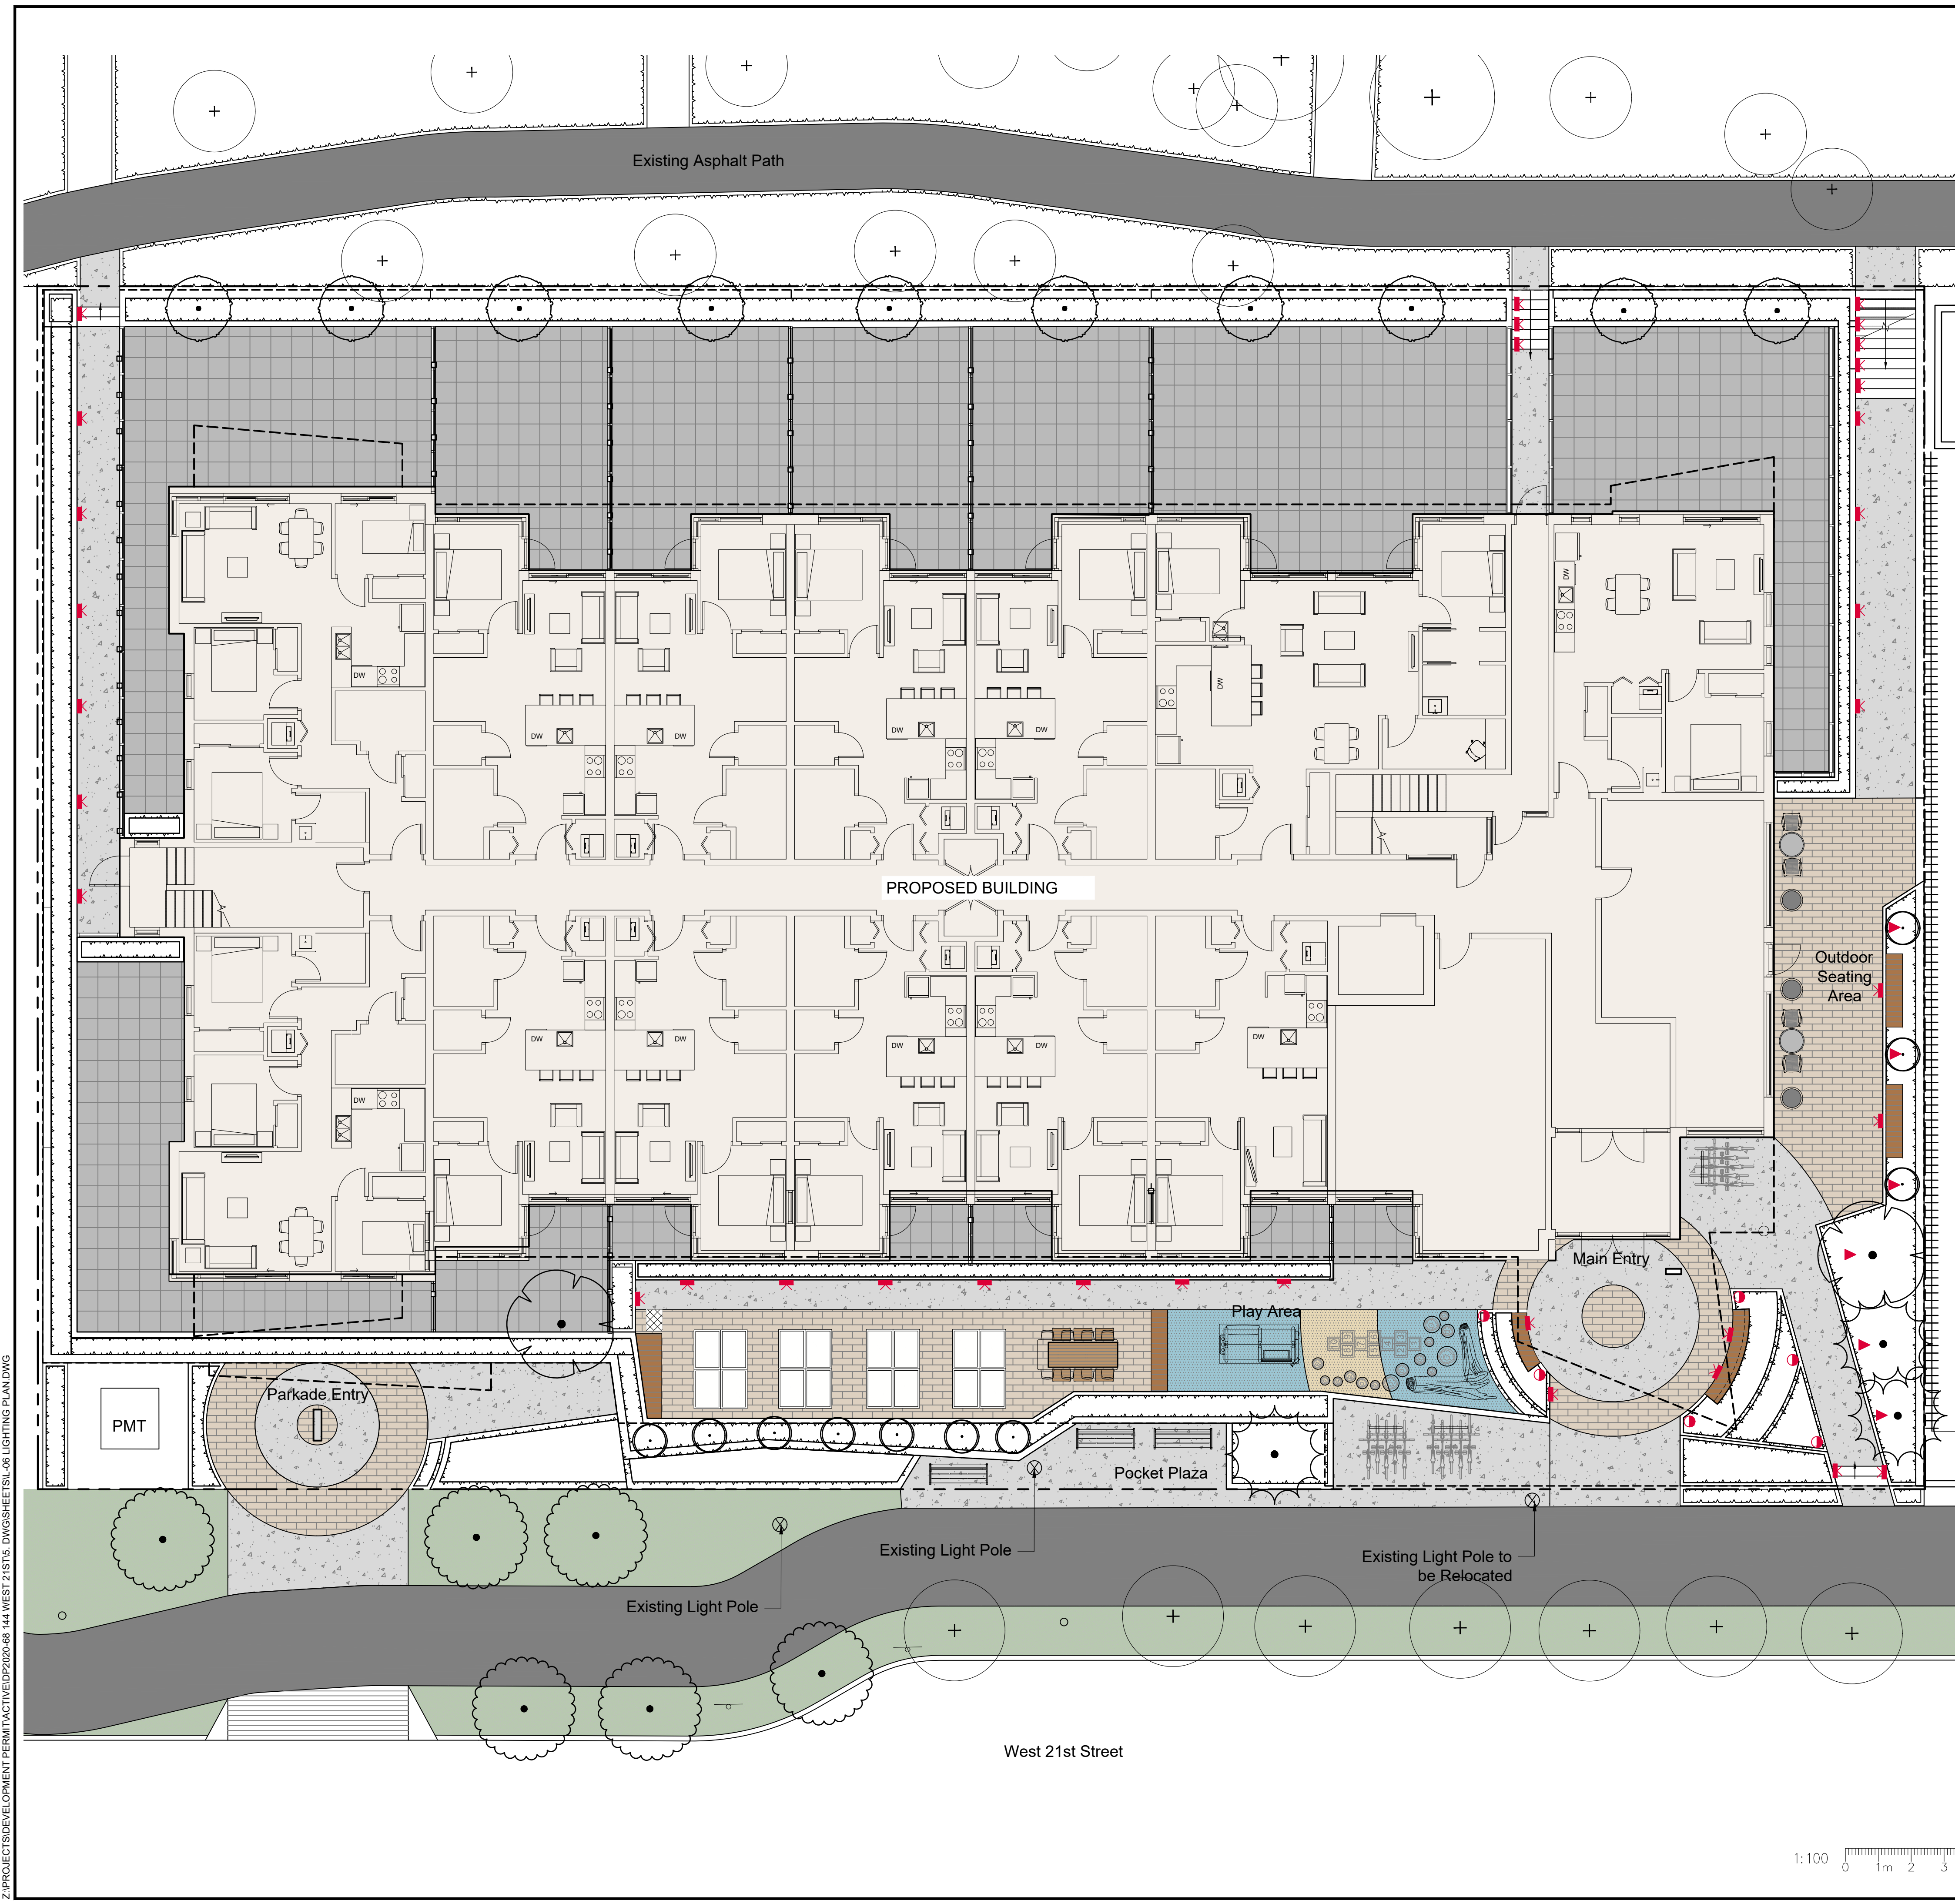 Existing Asphalt Path
DW
DW
DW
DW
DW
DW
DW
DW
PROPOSED BUILDING
Outdoor
Seating
Area
DW
DW
DW
DW
DW
DW
Main Entry
Play Area
Parkade Entry
PMT
Pocket Plaza
Existing Light Pole
Existing Light Pole to
be Relocated
Existing Light Pole
West 21st Street
1:100
0 1m 2 3
Z:\PROJECTS\DEVELOPMENT PERMIT\ACTIVE\DP2020-68 144 WEST 21ST\5. DWG\SHEETS\L-06 LIGHTING PLAN.DWG